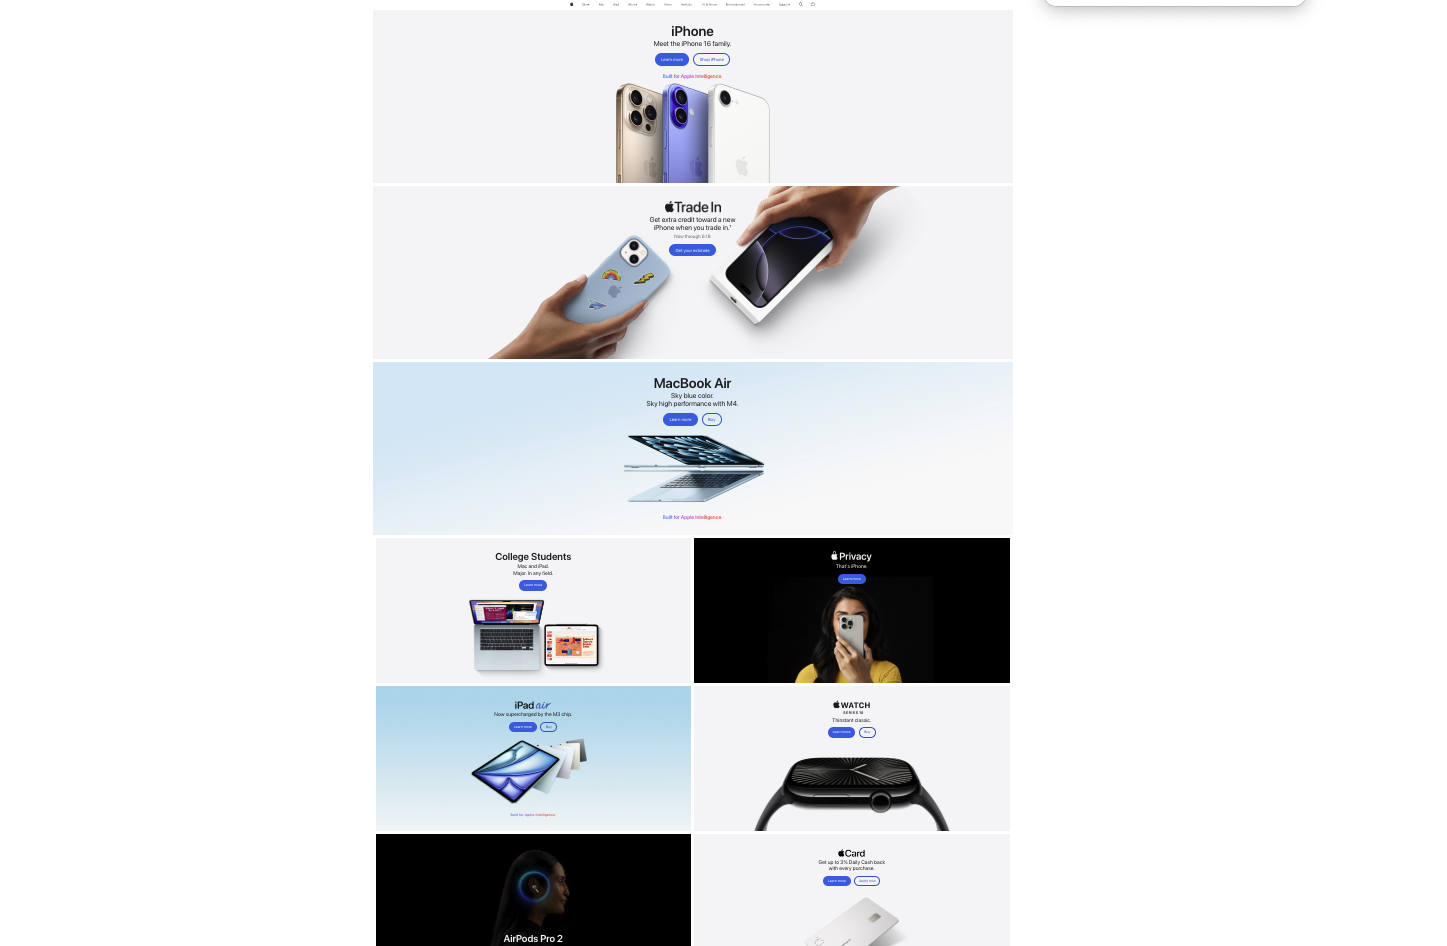 Store Mac iPad iPhone Watch Vision AirPods TV & Home Entertainment Accessories Support
iPhone
Meet the iPhone 16 family.
Learn more Shop iPhone
Built for Apple Intelligence.
Trade In
Get extra credit toward a new
iPhone when you trade in.¹
Get your estimate
MacBook Air
Sky blue color.
Sky high performance with M4.
Learn more Buy
Built for Apple Intelligence.
College Students
Mac and iPad.
Major. In any field.
Learn more
Privacy
That's iPhone.
Learn more
iPad air
Now supercharged by the M3 chip.
Learn more Buy
Built for Apple Intelligence.
WATCH
SERIES 10
Thinstant classic.
Learn more Buy
AirPods Pro 2
Card
Get up to 3% Daily Cash back
with every purchase.
Learn more Apply now